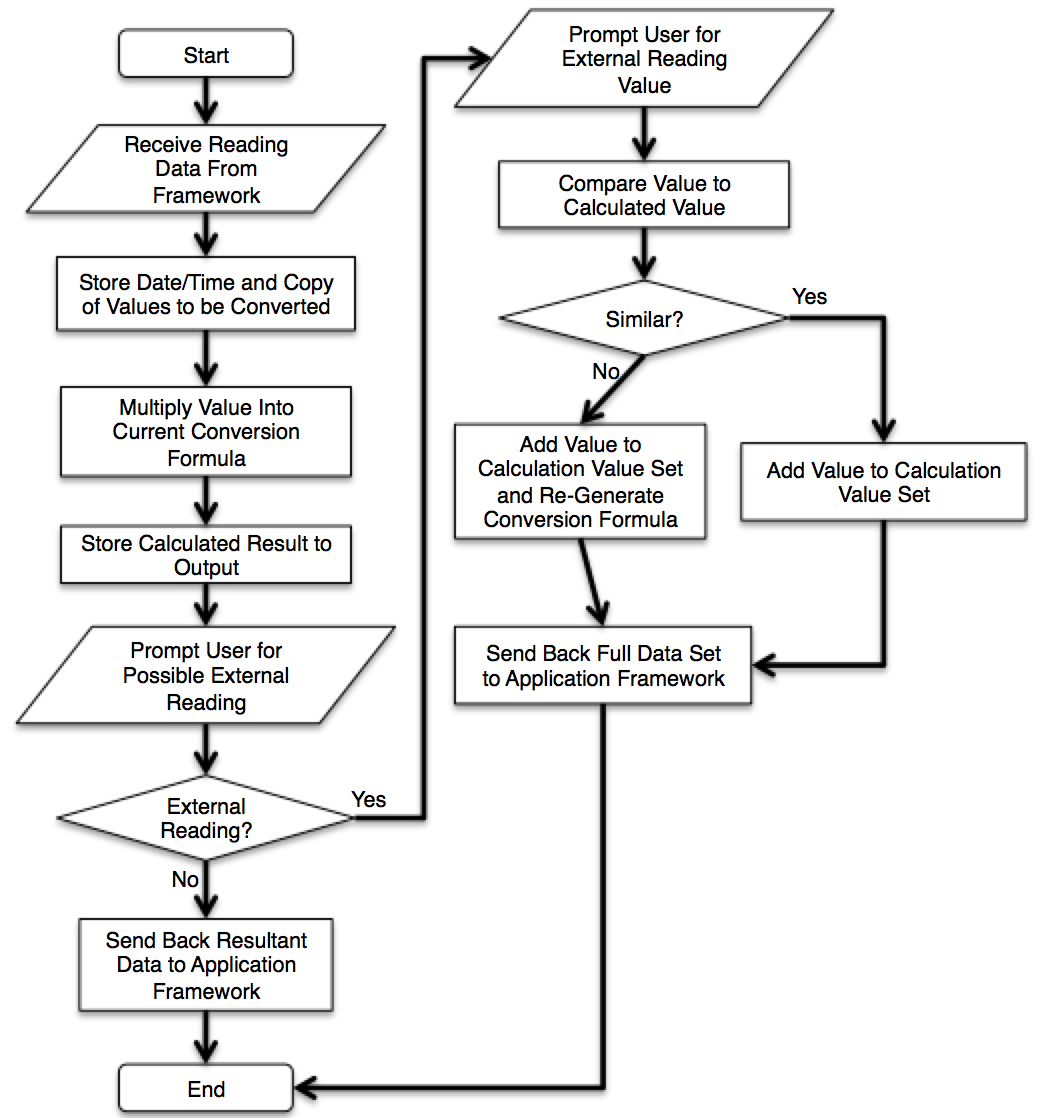 Start
Receive Reading
Data From
Framework
Store Date/Time and Copy
of Values to be Converted
Multiply Value Into
Current Conversion
Formula
Store Calculated Result to
Output
Prompt User for
Possible External
Reading
External
Reading?
Yes
No
Send Back Resultant
Data to Application
Framework
End
Prompt User for
External Reading
Value
Compare Value to
Calculated Value
Similar?
Yes
No
Add Value to
Calculation Value Set
and Re-Generate
Conversion Formula
Add Value to Calculation
Value Set
Send Back Full Data Set
to Application Framework